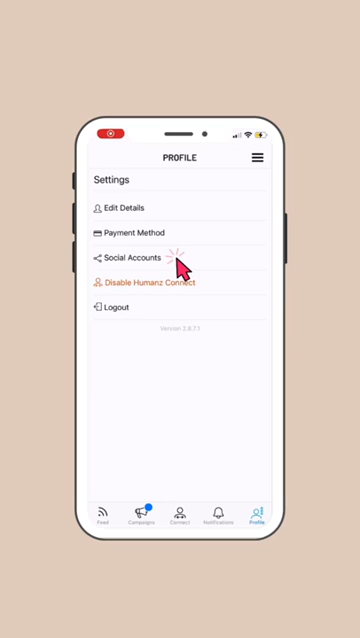 PROFILE
Settings
Edit Details
Payment Method
Social Accounts
Disable Humanz Connect
Logout
Version 2.8.7.1
Feed
Campaigns
Connect
Notifications
Profile